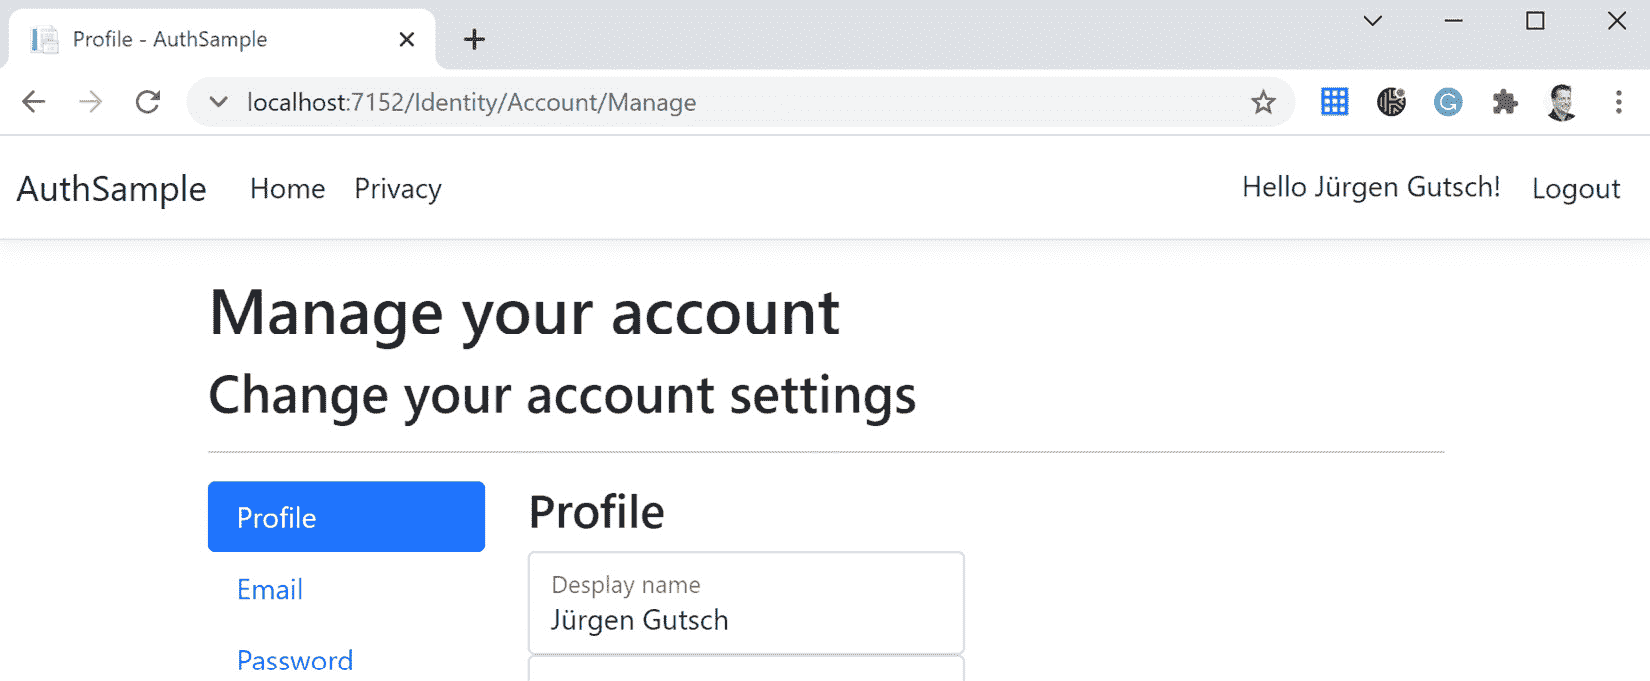 Profile - AuthSample
localhost:7152/Identity/Account/Manage
AuthSample Home Privacy Hello Jürgen Gutsch! Logout
Manage your account
Change your account settings
Profile
Profile
Desplay name
Jürgen Gutsch
Email
Password